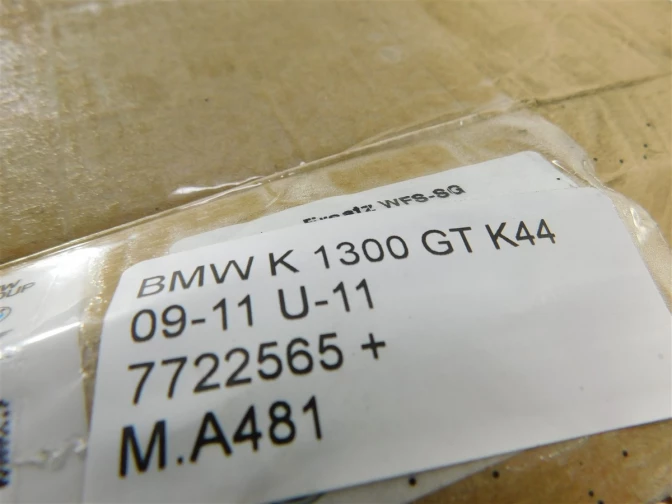 Ersatz WFS-SG
BMW K 1300 GT K44
09-11 U-11
7722565 +
M.A481